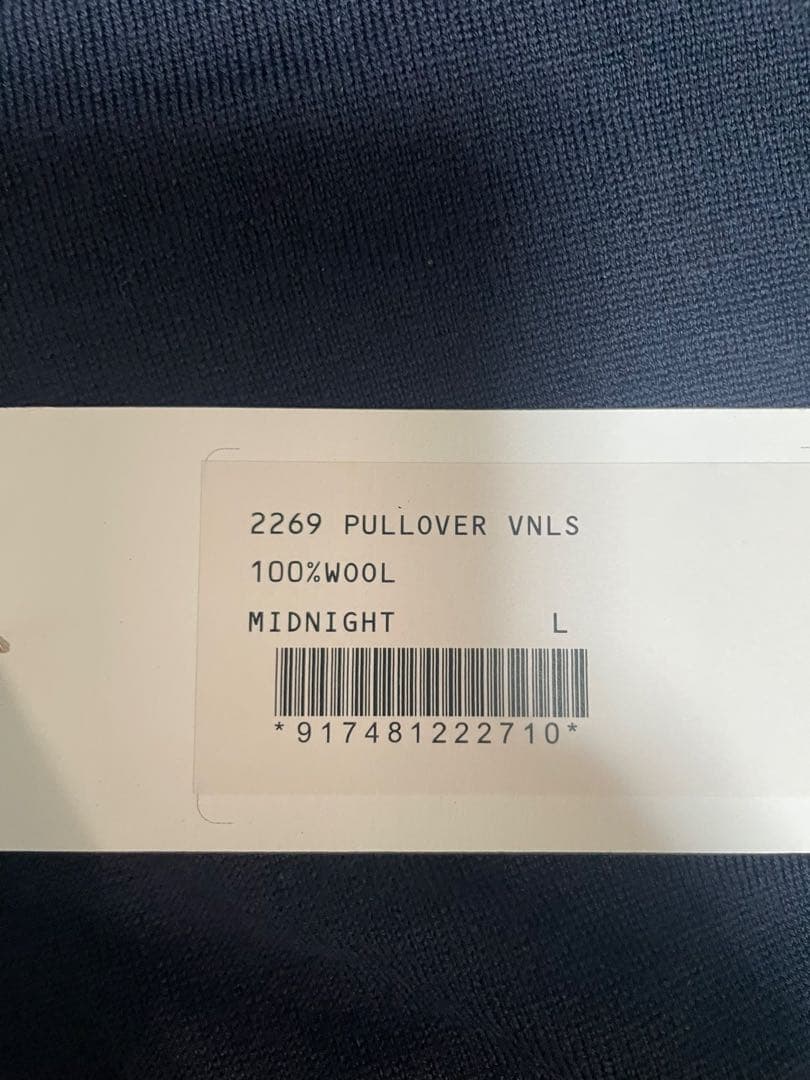 2269 PULLOVER VNLS
100%WOOL
MIDNIGHT L
*917481222710*